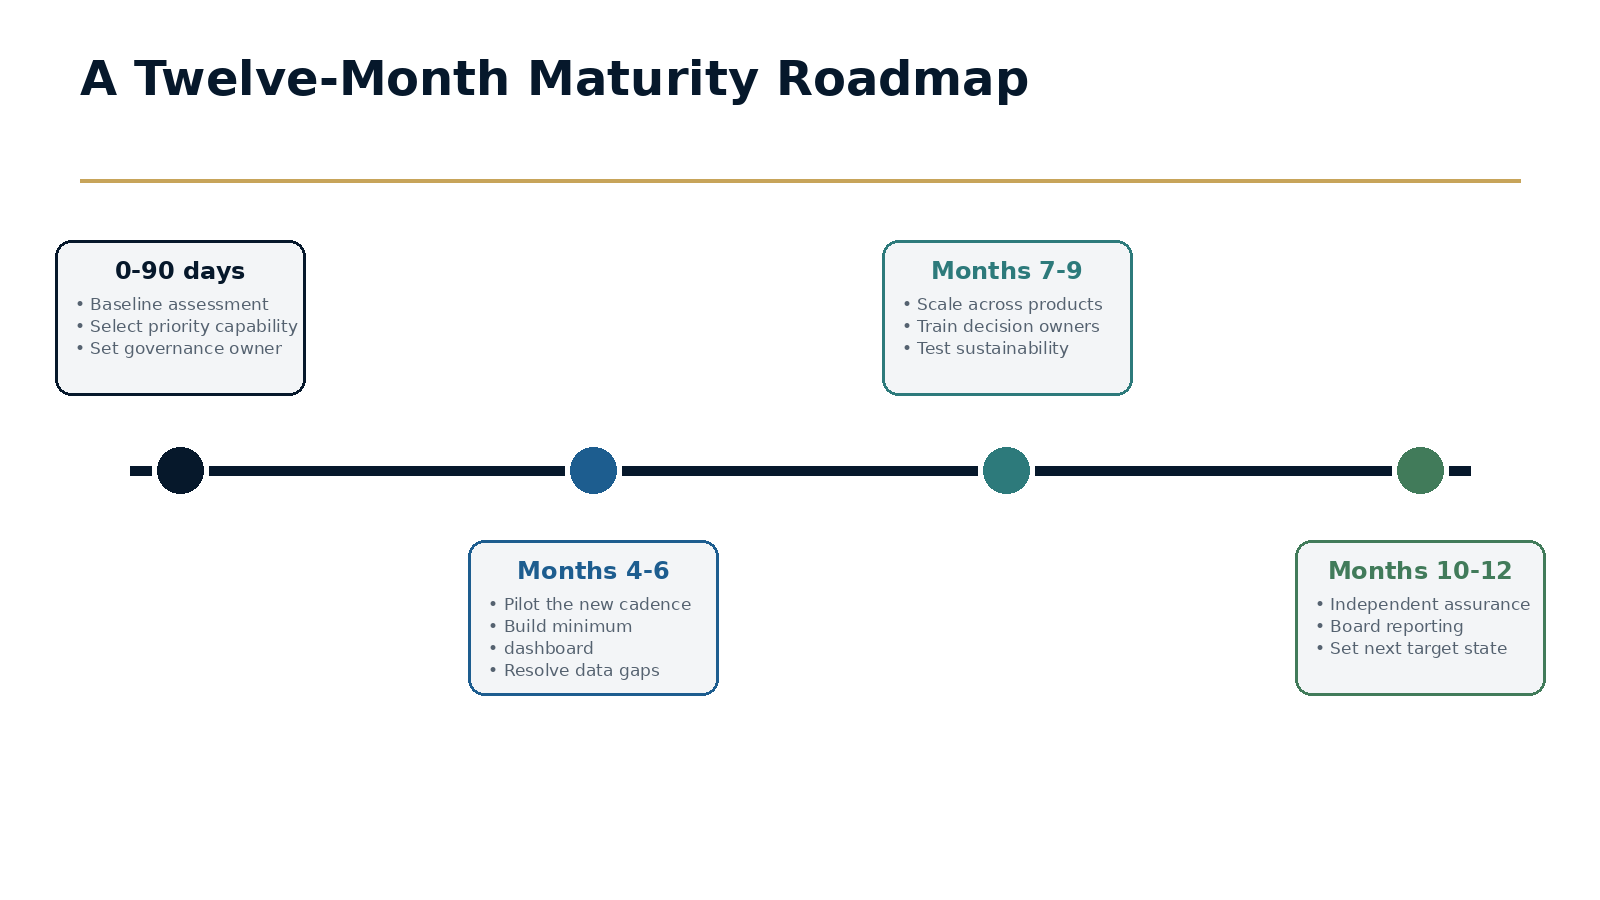 A Twelve-Month Maturity Roadmap
0-90 days
• Baseline assessment
• Select priority capability
• Set governance owner
Months 4-6
• Pilot the new cadence
• Build minimum
• dashboard
• Resolve data gaps
Months 7-9
• Scale across products
• Train decision owners
• Test sustainability
Months 10-12
• Independent assurance
• Board reporting
• Set next target state